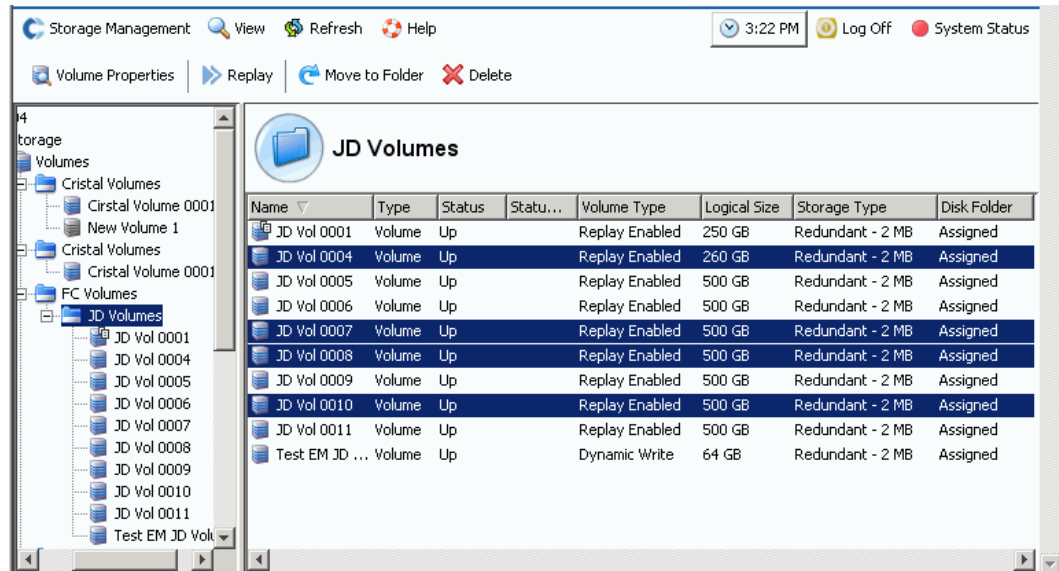 Storage Management View Refresh Help 3:22 PM Log Off System Status
Volume Properties Replay Move to Folder Delete
torage
Volumes
Cristal Volumes
Cirstal Volume 0001
New Volume 1
Cristal Volumes
Cristal Volume 0001
FC Volumes
JD Volumes
JD Vol 0001
JD Vol 0004
JD Vol 0005
JD Vol 0006
JD Vol 0007
JD Vol 0008
JD Vol 0009
JD Vol 0010
JD Vol 0011
Test EM JD Volu
JD Volumes
Name Type Status Statu... Volume Type Logical Size Storage Type Disk Folder
JD Vol 0001 Volume Up Replay Enabled 250 GB Redundant - 2 MB Assigned
JD Vol 0004 Volume Up Replay Enabled 260 GB Redundant - 2 MB Assigned
JD Vol 0005 Volume Up Replay Enabled 500 GB Redundant - 2 MB Assigned
JD Vol 0006 Volume Up Replay Enabled 500 GB Redundant - 2 MB Assigned
JD Vol 0007 Volume Up Replay Enabled 500 GB Redundant - 2 MB Assigned
JD Vol 0008 Volume Up Replay Enabled 500 GB Redundant - 2 MB Assigned
JD Vol 0009 Volume Up Replay Enabled 500 GB Redundant - 2 MB Assigned
JD Vol 0010 Volume Up Replay Enabled 500 GB Redundant - 2 MB Assigned
JD Vol 0011 Volume Up Replay Enabled 500 GB Redundant - 2 MB Assigned
Test EM JD ... Volume Up Dynamic Write 64 GB Redundant - 2 MB Assigned